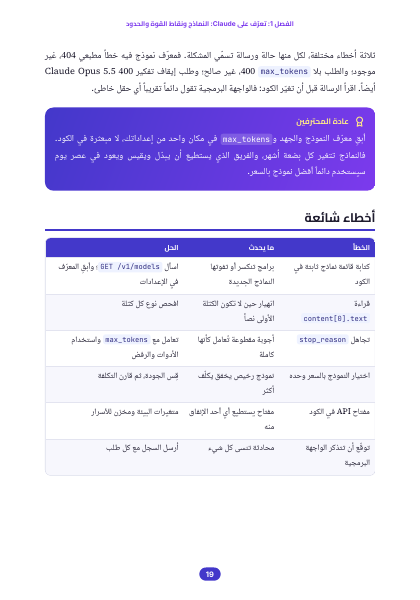 الفصل 1: تعرّف على Claude: النماذج ونقاط القوة والحدود
ثلاثة أخطاء مختلفة، لكل منها حالة ورسالة تسمّي المشكلة. فمعرّف نموذج فيه خطأ مطبعي 404، غير
موجود؛ والطلب بلا max_tokens 400، غير صالح؛ وطلب إيقاف تفكير Claude Opus 5.5 400
أيضاً. اقرأ الرسالة قبل أن تغيّر الكود: فالواجهة البرمجية تقول دائماً تقريباً أي حقل خاطئ.
عادة المحترفين
أبقِ معرّف النموذج والجهد و max_tokens في مكان واحد من إعداداتك، لا مبعثرة في الكود.
فالنماذج تتغير كل بضعة أشهر، والفريق الذي يستطيع أن يبدّل ويقيس ويعود في عصر يوم
سيستخدم دائماً أفضل نموذج بالسعر.
أخطاء شائعة
الخطأ ما يحدث الحل
كتابة قائمة نماذج ثابتة في الكود برامج تنكسر أو تفوتها النماذج الجديدة اسأل GET /v1/models؛ وأبقِ المعرّف في الإعدادات
قراءة content[0].text انهيار حين لا تكون الكتلة الأولى نصاً افحص نوع كل كتلة
تجاهل stop_reason أجوبة مقطوعة تُعامل كأنها كاملة تعامل مع max_tokens واستخدام الأدوات والرفض
اختيار النموذج بالسعر وحده نموذج رخيص يخفق يكلّف أكثر قِس الجودة، ثم قارن التكلفة
مفتاح API في الكود مفتاح يستطيع أي أحد الإنفاق منه متغيرات البيئة ومخزن للأسرار
توقّع أن تتذكر الواجهة البرمجية محادثة تنسى كل شيء أرسل السجل مع كل طلب
19